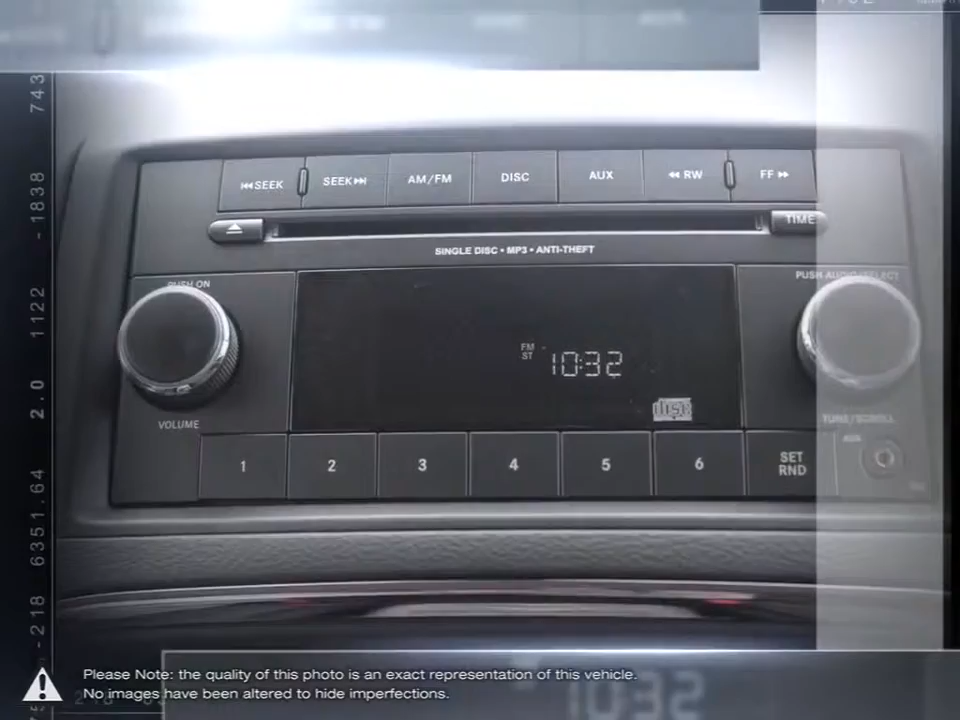 SEEK
SEEK
AM/FM
DISC
AUX
RW
FF
TIME
SINGLE DISC • MP3 • ANTI-THEFT
PUSH ON
PUSH AUDIO/SELECT
FM
ST
10:32
disc
VOLUME
TUNE/SCROLL
AUX
1
2
3
4
5
6
SET
RND
743
-1838
1122
2.0
6351.64
-218
Please Note: the quality of this photo is an exact representation of this vehicle.
No images have been altered to hide imperfections.
1032